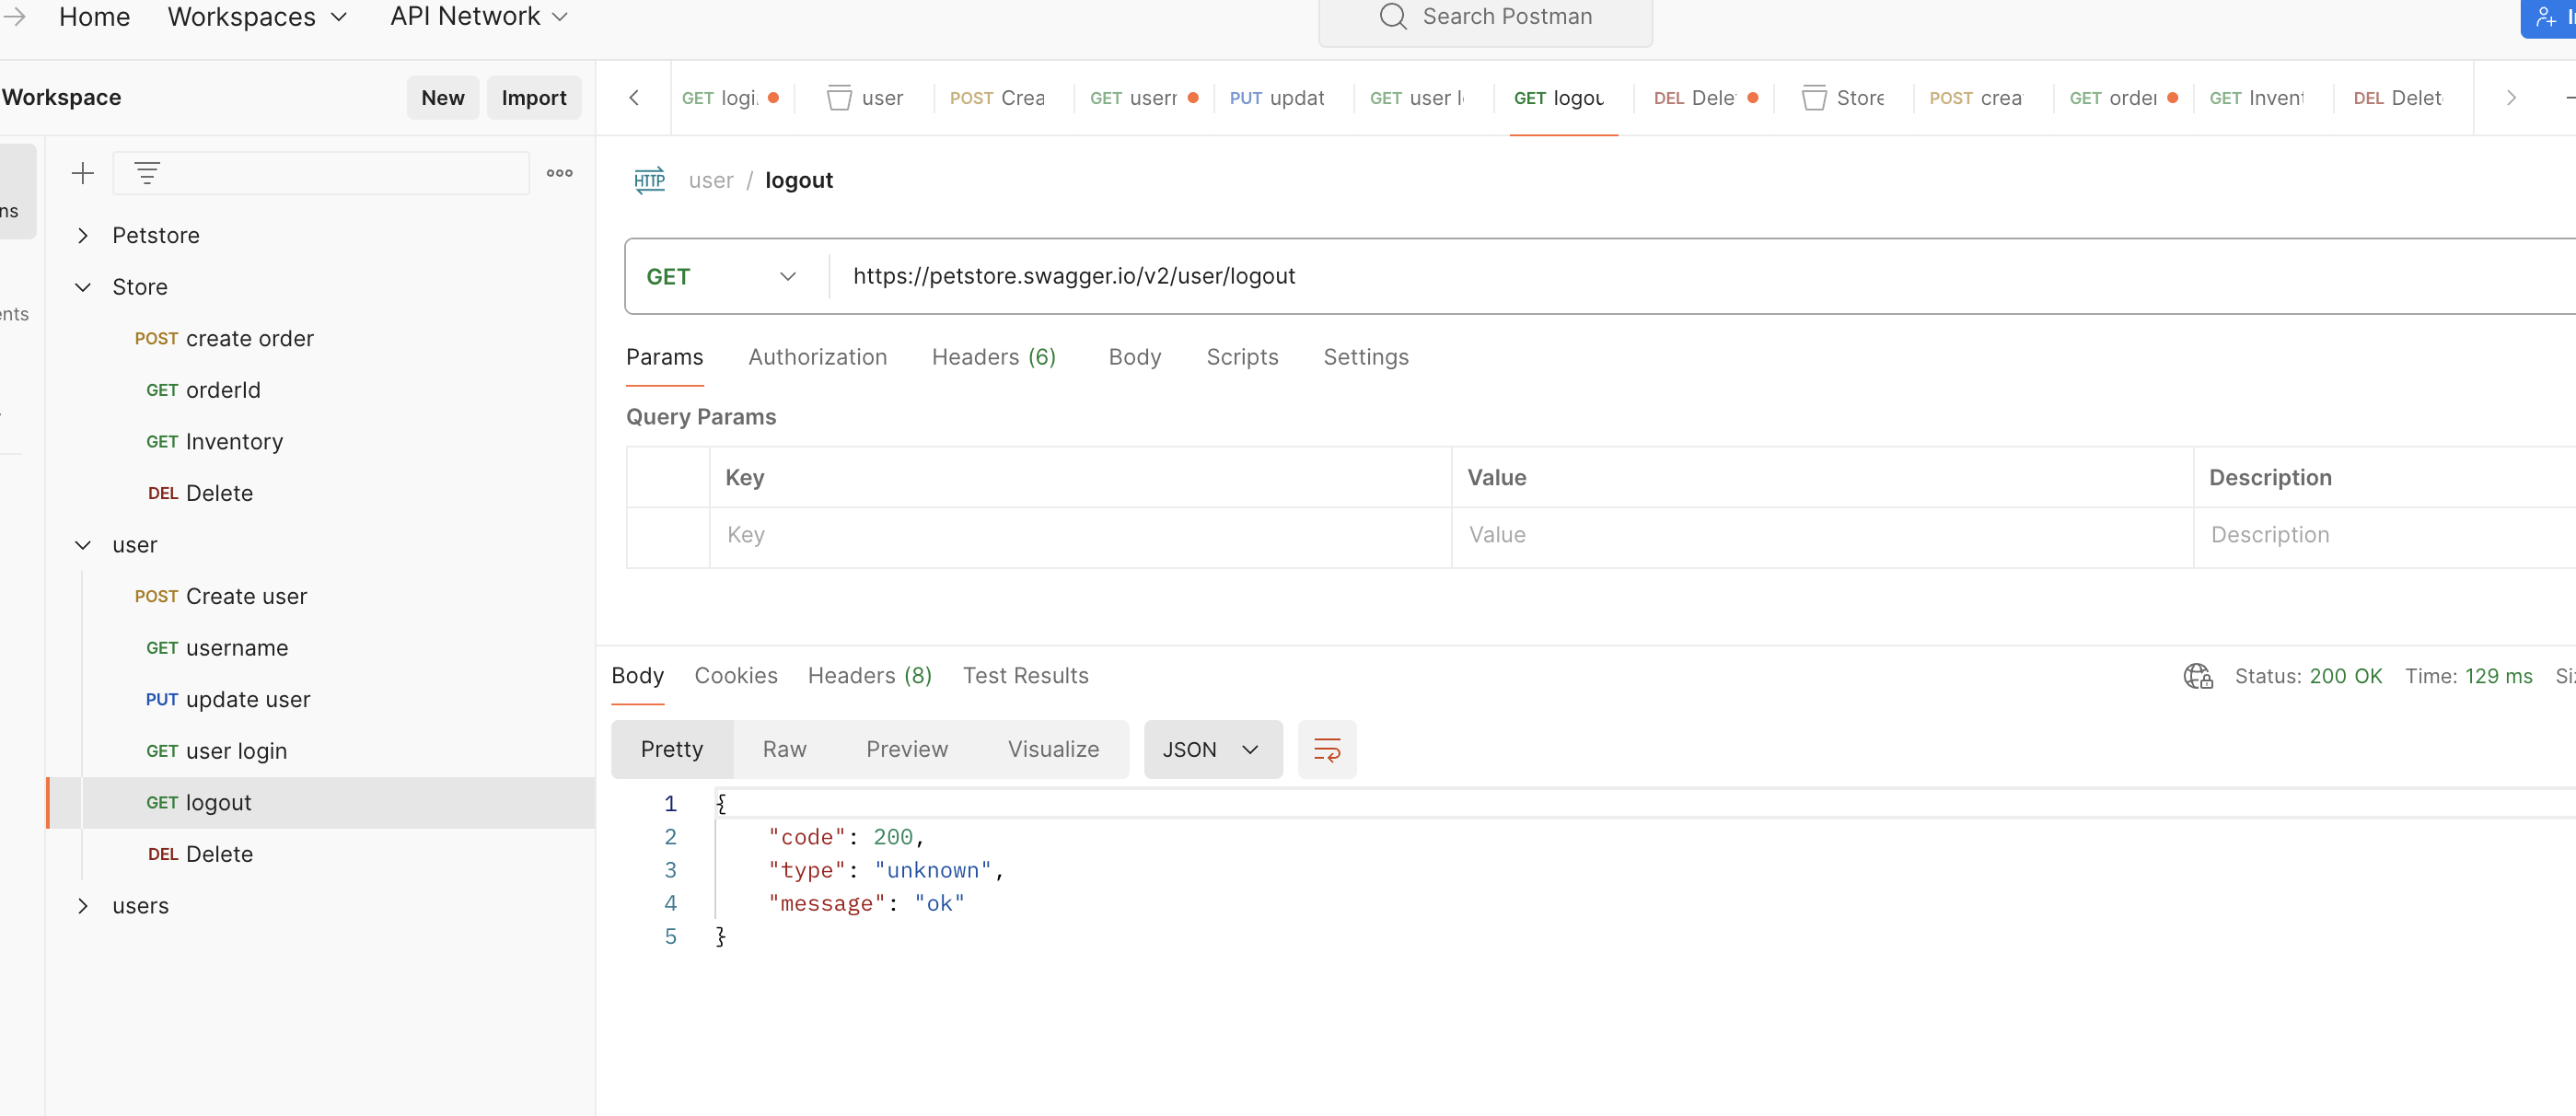 Home Workspaces API Network Search Postman
Workspace New Import
GET logi. user POST Crea GET userr PUT updat GET user l GET logou DEL Dele Store POST crea GET order GET Invent DEL Delet
ns
ents
Petstore
Store
POST create order
GET orderId
GET Inventory
DEL Delete
user
POST Create user
GET username
PUT update user
GET user login
GET logout
DEL Delete
users
HTTP user / logout
GET https://petstore.swagger.io/v2/user/logout
Params Authorization Headers (6) Body Scripts Settings
Query Params
Key Value Description
Key Value Description
Body Cookies Headers (8) Test Results Status: 200 OK Time: 129 ms Si
Pretty Raw Preview Visualize JSON
1 {
2 "code": 200,
3 "type": "unknown",
4 "message": "ok"
5 }